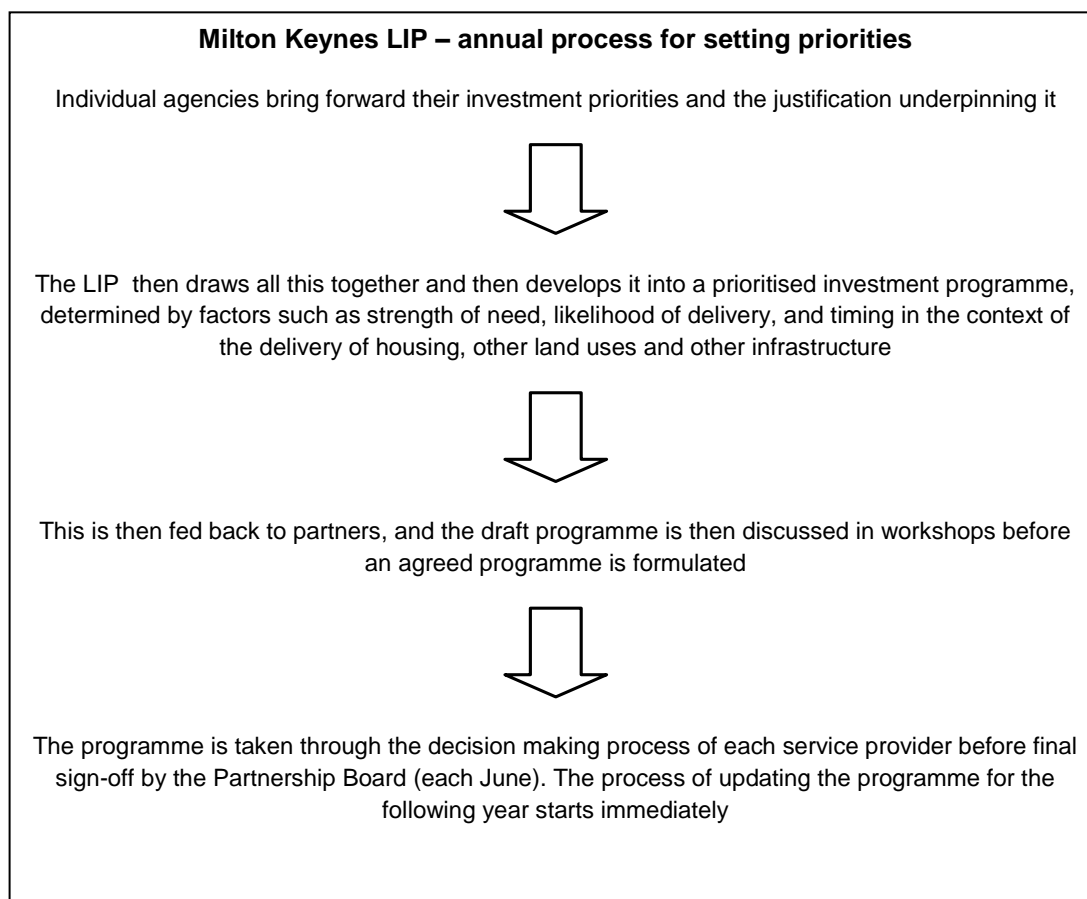 Milton Keynes LIP – annual process for setting priorities
Individual agencies bring forward their investment priorities and the justification underpinning it
The LIP then draws all this together and then develops it into a prioritised investment programme,
determined by factors such as strength of need, likelihood of delivery, and timing in the context of
the delivery of housing, other land uses and other infrastructure
This is then fed back to partners, and the draft programme is then discussed in workshops before
an agreed programme is formulated
The programme is taken through the decision making process of each service provider before final
sign-off by the Partnership Board (each June). The process of updating the programme for the
following year starts immediately